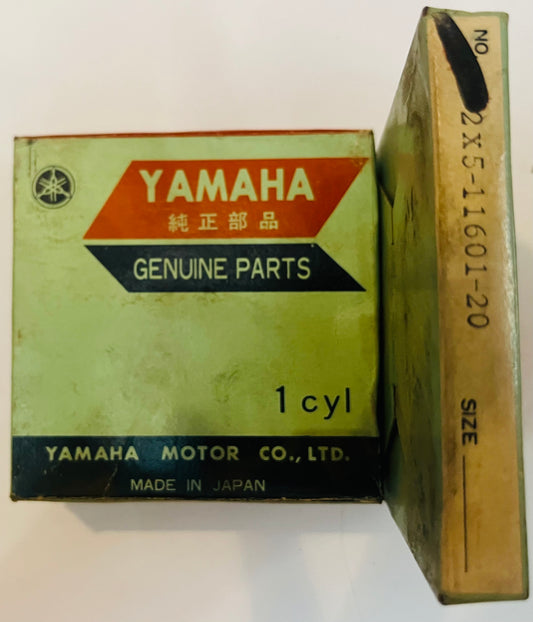 YAMAHA
純正部品
GENUINE PARTS
1 cyl
YAMAHA MOTOR CO., LTD.
MADE IN JAPAN
NO. 2X5-11601-20
SIZE